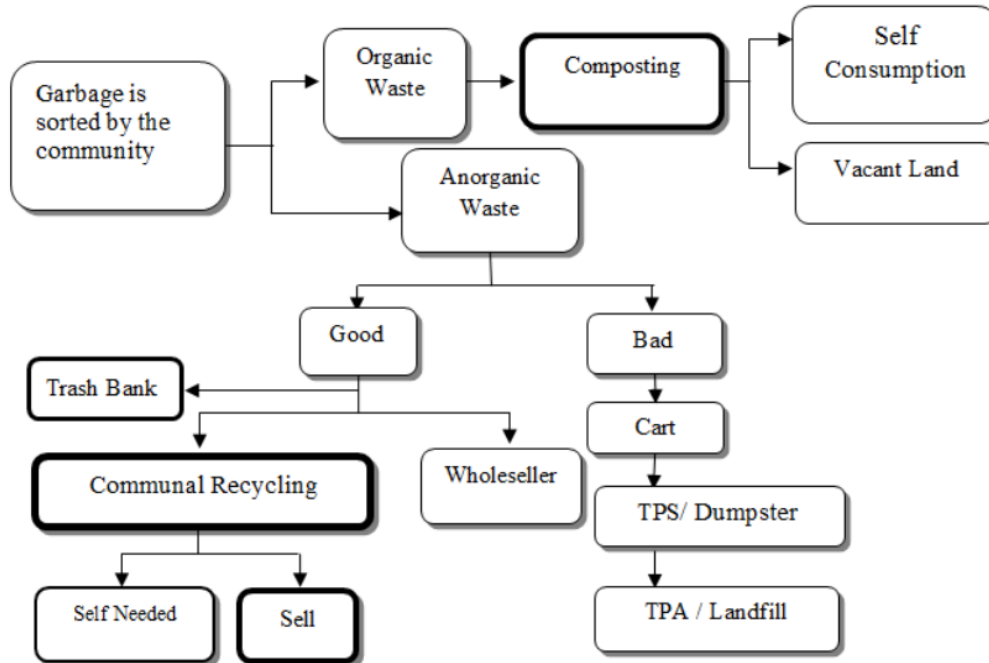 Garbage is
sorted by the
community
Organic
Waste
Composting
Self
Consumption
Vacant Land
Anorganic
Waste
Good
Bad
Trash Bank
Cart
Communal Recycling
Wholeseller
TPS/ Dumpster
Self Needed
Sell
TPA / Landfill